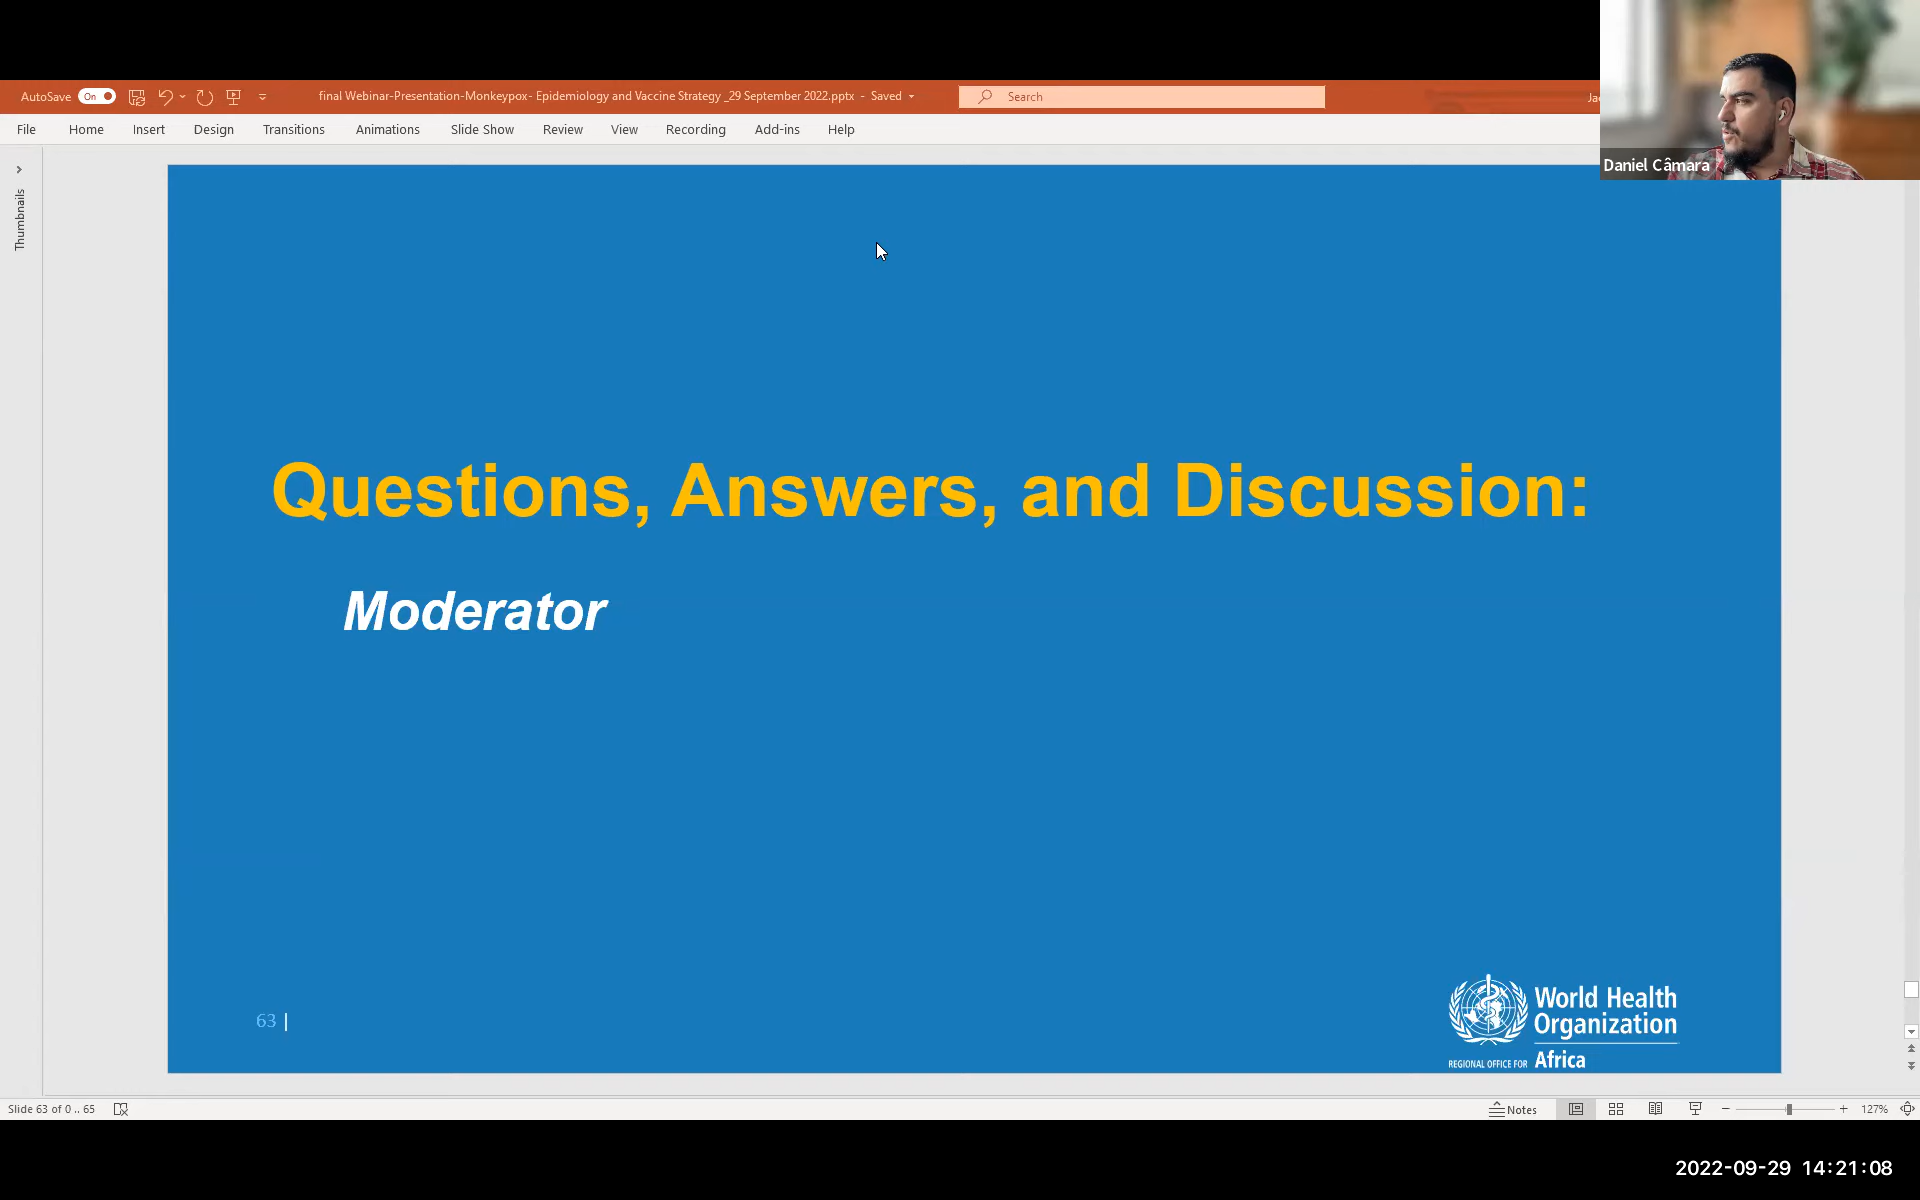 AutoSave On
final Webinar-Presentation-Monkeypox- Epidemiology and Vaccine Strategy _29 September 2022.pptx - Saved
Search
File Home Insert Design Transitions Animations Slide Show Review View Recording Add-ins Help
Daniel Câmara
Thumbnails
Questions, Answers, and Discussion:
Moderator
63 |
World Health
Organization
REGIONAL OFFICE FOR Africa
Slide 63 of 0 .. 65
Notes
127%
2022-09-29 14:21:08